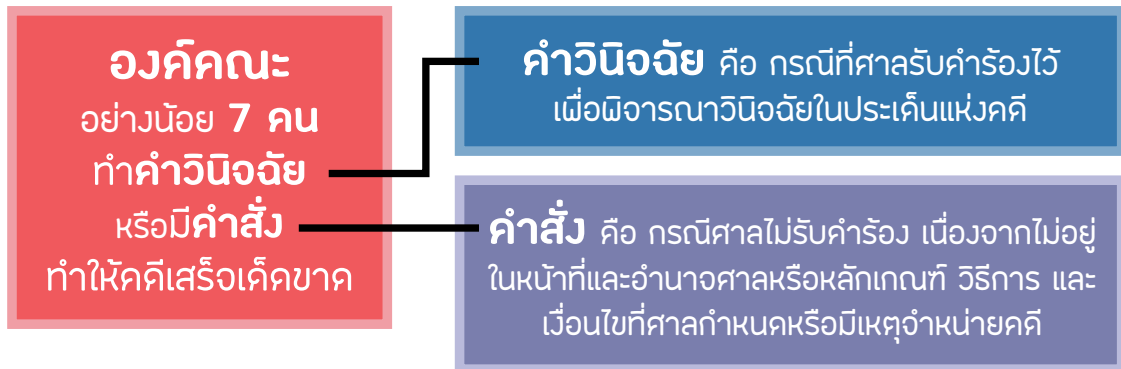 องค์คณะ
อย่างน้อย 7 คน
ทำคำวินิจฉัย
หรือมีคำสั่ง
ทำให้คดีเสร็จเด็ดขาด
คำวินิจฉัย คือ กรณีที่ศาลรับคำร้องไว้
เพื่อพิจารณาวินิจฉัยในประเด็นแห่งคดี
คำสั่ง คือ กรณีศาลไม่รับคำร้อง เนื่องจากไม่อยู่
ในหน้าที่และอำนาจศาลหรือหลักเกณฑ์ วิธีการ และ
เงื่อนไขที่ศาลกำหนดหรือมีเหตุจำหน่ายคดี